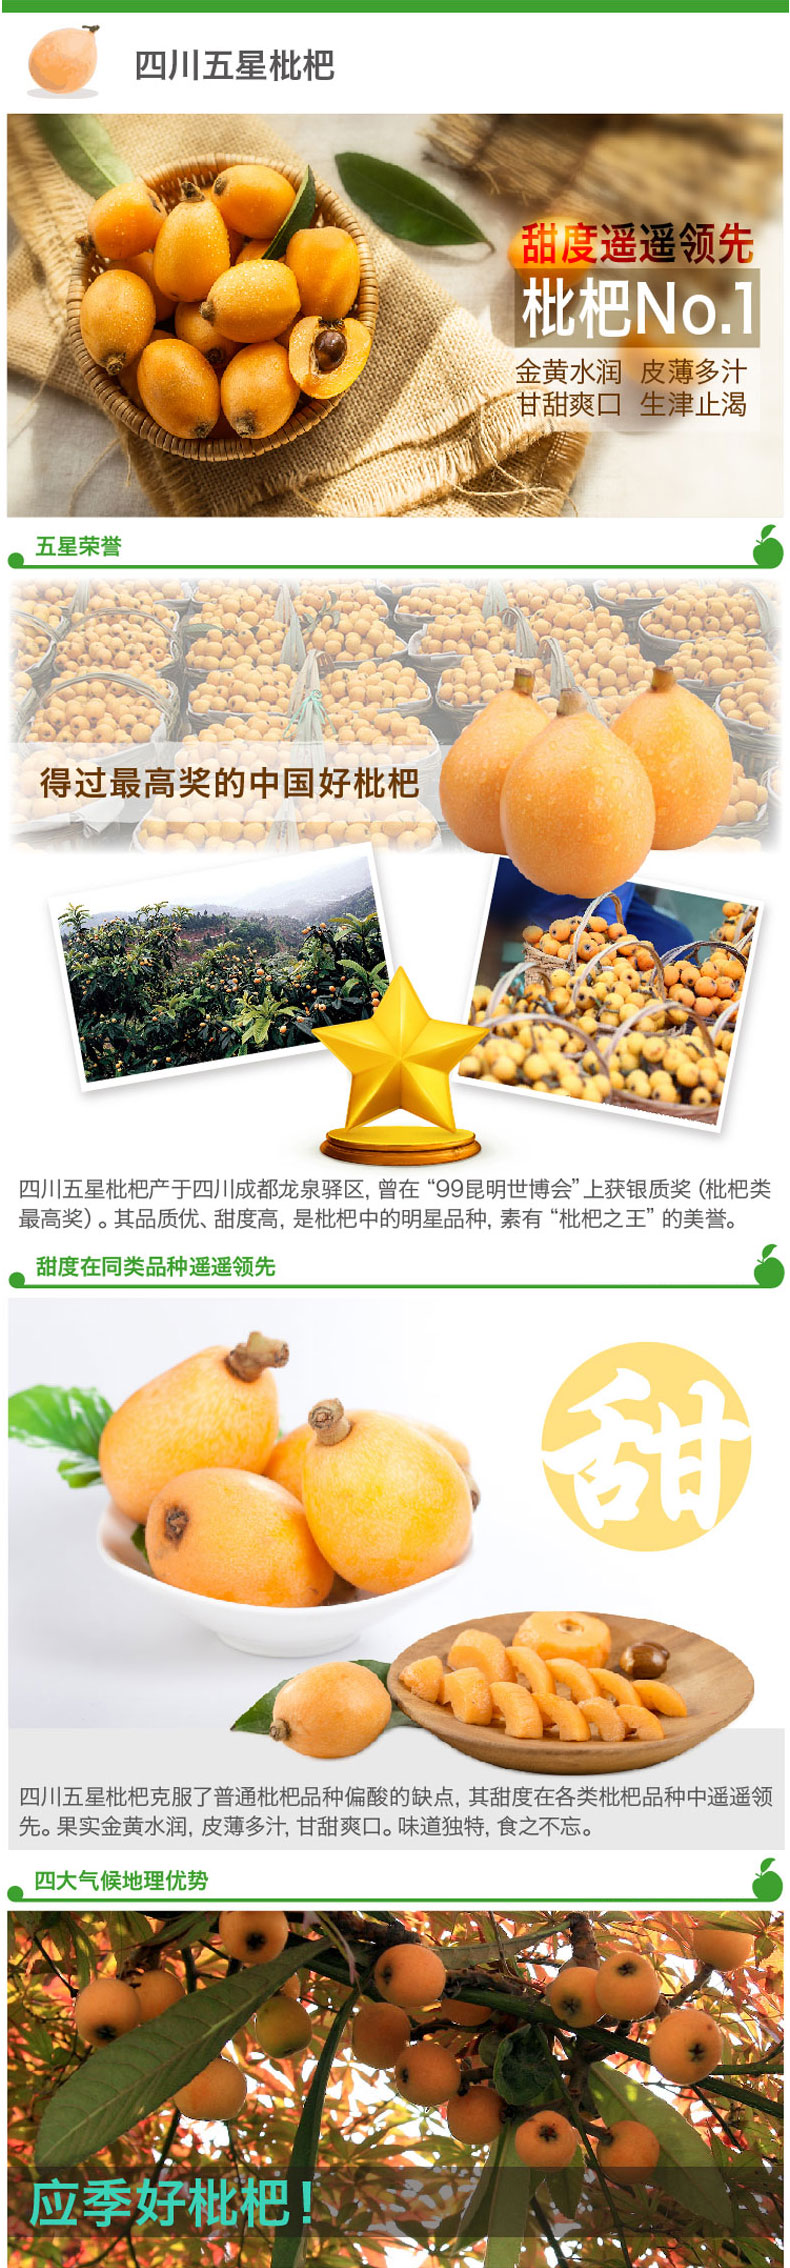 四川五星枇杷
甜度遥遥领先
枇杷No.1
金黄水润 皮薄多汁
甘甜爽口 生津止渴
五星荣誉
得过最高奖的中国好枇杷
四川五星枇杷产于四川成都龙泉驿区, 曾在“99昆明世博会”上获银质奖 (枇杷类
最高奖) 。其品质优、甜度高, 是枇杷中的明星品种, 素有“枇杷之王”的美誉。
甜度在同类品种遥遥领先
甜
四川五星枇杷克服了普通枇杷品种偏酸的缺点, 其甜度在各类枇杷品种中遥遥领
先。果实金黄水润, 皮薄多汁, 甘甜爽口。味道独特, 食之不忘。
四大气候地理优势
应季好枇杷!